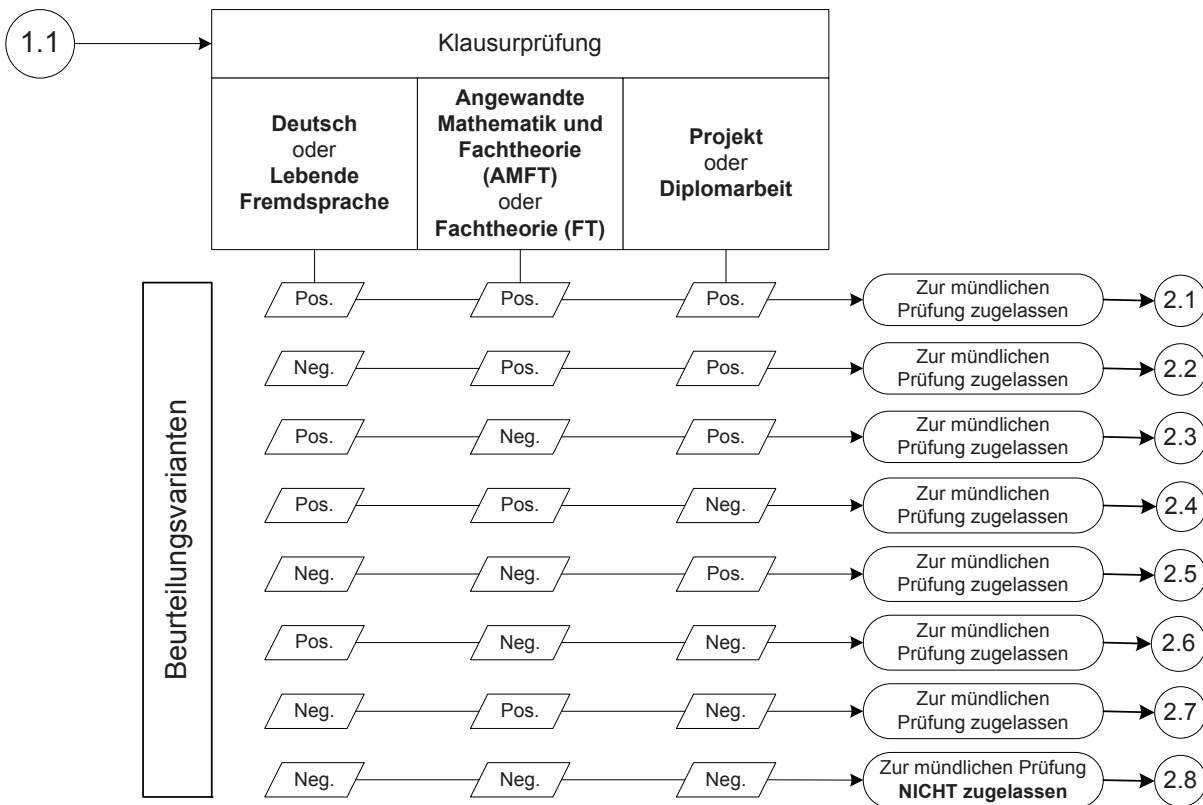 1.1
Klausurprüfung
Deutsch
oder
Lebende
Fremdsprache
Angewandte
Mathematik und
Fachtheorie
(AMFT)
oder
Fachtheorie (FT)
Projekt
oder
Diplomarbeit
Beurteilungsvarianten
Pos. Pos. Pos. Zur mündlichen
Prüfung zugelassen
2.1
Neg. Pos. Pos. Zur mündlichen
Prüfung zugelassen
2.2
Pos. Neg. Pos. Zur mündlichen
Prüfung zugelassen
2.3
Pos. Pos. Neg. Zur mündlichen
Prüfung zugelassen
2.4
Neg. Neg. Pos. Zur mündlichen
Prüfung zugelassen
2.5
Pos. Neg. Neg. Zur mündlichen
Prüfung zugelassen
2.6
Neg. Pos. Neg. Zur mündlichen
Prüfung zugelassen
2.7
Neg. Neg. Neg. Zur mündlichen Prüfung
NICHT zugelassen
2.8